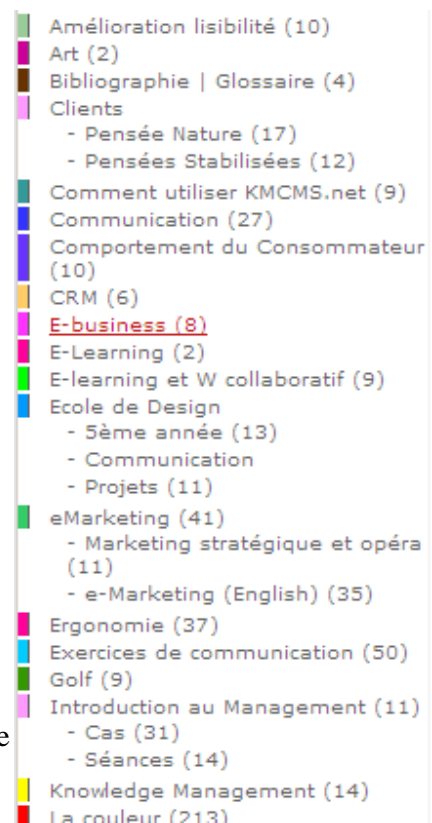 Amélioration lisibilité (10)
Art (2)
Bibliographie | Glossaire (4)
Clients
- Pensée Nature (17)
- Pensées Stabilisées (12)
Comment utiliser KMCMS.net (9)
Communication (27)
Comportement du Consommateur
(10)
CRM (6)
E-business (8)
E-Learning (2)
E-learning et W collaboratif (9)
Ecole de Design
- 5ème année (13)
- Communication
- Projets (11)
eMarketing (41)
- Marketing stratégique et opéra
(11)
- e-Marketing (English) (35)
Ergonomie (37)
Exercices de communication (50)
Golf (9)
Introduction au Management (11)
e
- Cas (31)
- Séances (14)
Knowledge Management (14)
La couleur (213)